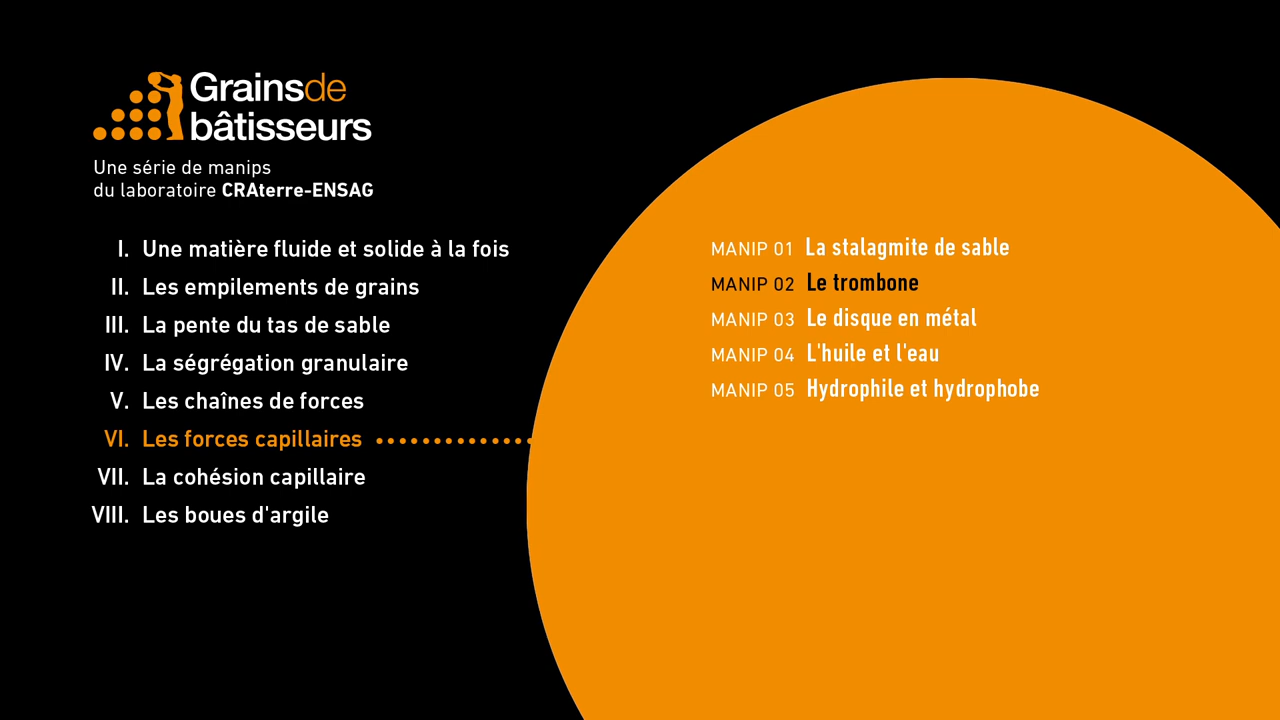 Grainsde
bâtisseurs
Une série de manips
du laboratoire CRAterre-ENSAG
I. Une matière fluide et solide à la fois
II. Les empilements de grains
III. La pente du tas de sable
IV. La ségrégation granulaire
V. Les chaînes de forces
VI. Les forces capillaires
VII. La cohésion capillaire
VIII. Les boues d'argile
MANIP 01 La stalagmite de sable
MANIP 02 Le trombone
MANIP 03 Le disque en métal
MANIP 04 L'huile et l'eau
MANIP 05 Hydrophile et hydrophobe